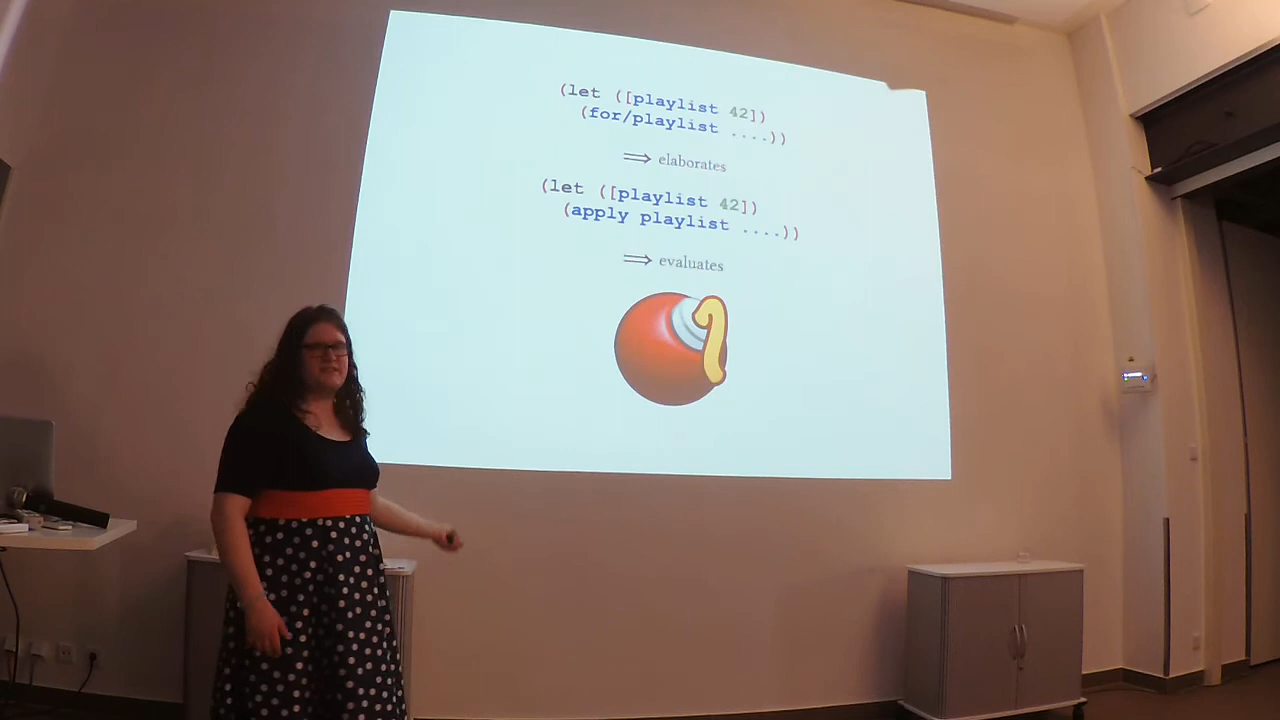 (let ([playlist 42])
(for/playlist ....))
⟹ elaborates
(let ([playlist 42])
(apply playlist ....))
⟹ evaluates